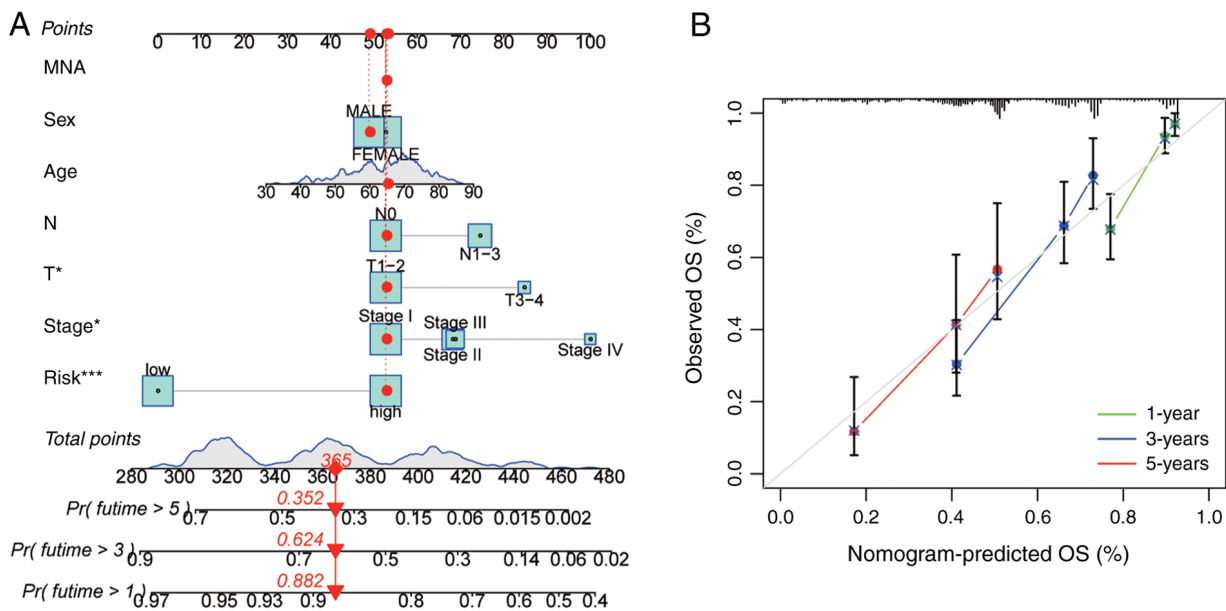 A
Points
0 10 20 30 40 50 60 70 80 90 100
MNA
Sex
MALE
FEMALE
Age
30 40 50 60 70 80 90
N
N0
N1-3
T*
T1-2
T3-4
Stage*
Stage I
Stage III
Stage II
Stage IV
Risk***
low
high
Total points
365
280 300 320 340 360 380 400 420 440 460 480
0.352
Pr( futime > 5 )
0.7 0.5 0.3 0.15 0.06 0.015 0.002
0.624
Pr( futime > 3 )
0.9 0.7 0.5 0.3 0.14 0.06 0.02
0.882
Pr( futime > 1 )
0.97 0.95 0.93 0.9 0.8 0.7 0.6 0.5 0.4
B
Observed OS (%)
1.0
0.8
0.6
0.4
0.2
0.0
1-year
3-years
5-years
0.0 0.2 0.4 0.6 0.8 1.0
Nomogram-predicted OS (%)